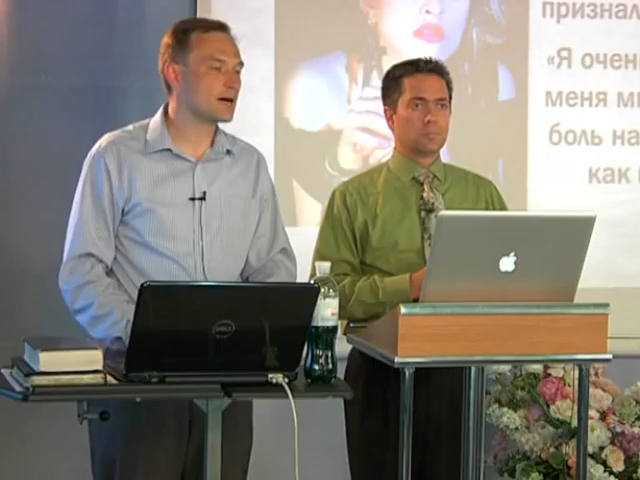 признал
«Я очень
меня м
боль на
как
DELL